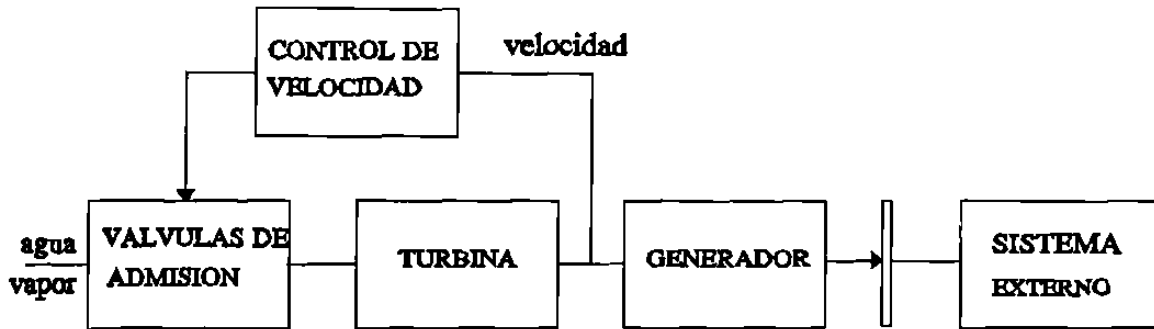 CONTROL DE
VELOCIDAD
velocidad
agua
vapor
VALVULAS DE
ADMISION
TURBINA
GENERADOR
SISTEMA
EXTERNO